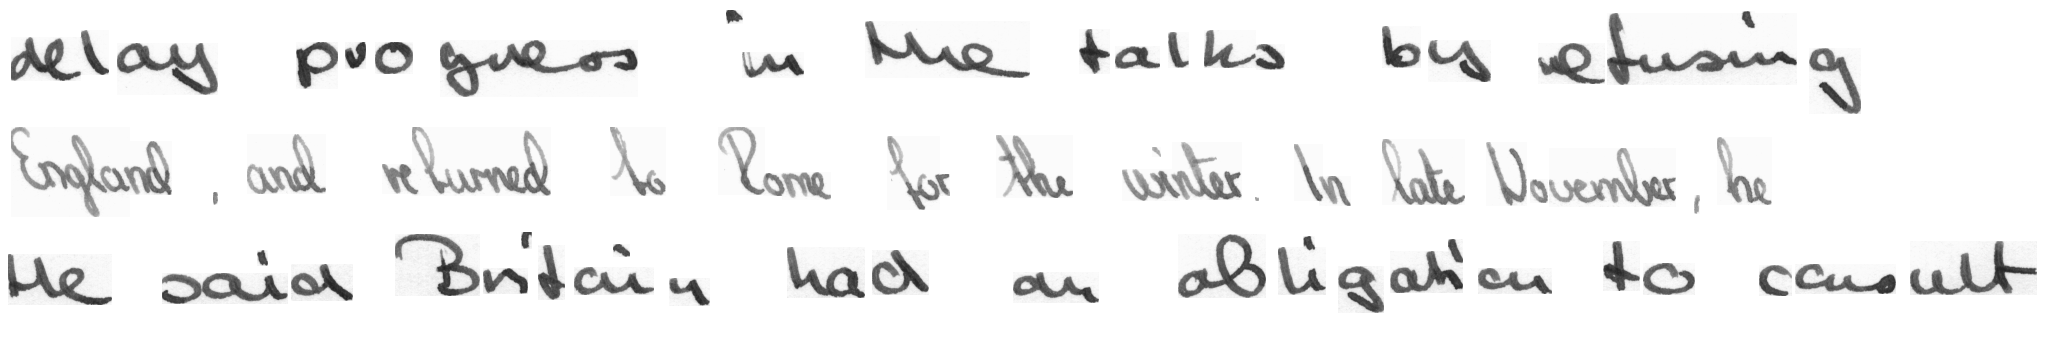 delay progress in the talks by refusing
England, and returned to Rome for the winter. In late November, he
He said Britain had an obligation to consult